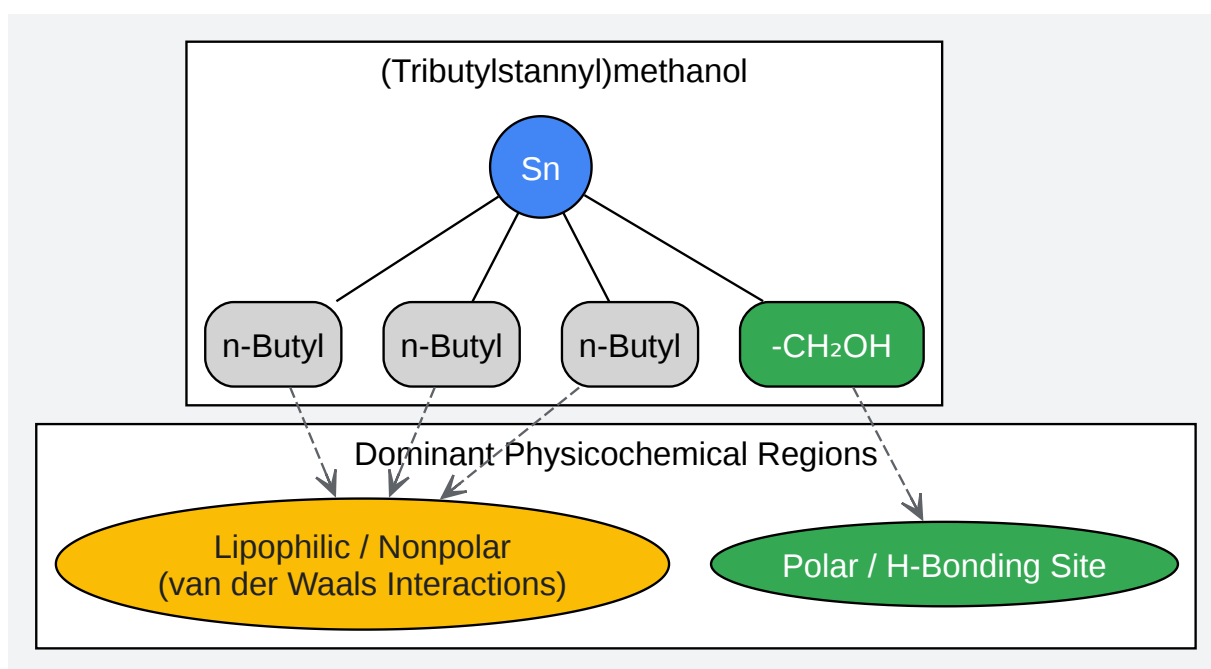 (Tributylstannyl)methanol
Sn
n-Butyl
n-Butyl
n-Butyl
-CH₂OH
Dominant Physicochemical Regions
Lipophilic / Nonpolar
(van der Waals Interactions)
Polar / H-Bonding Site